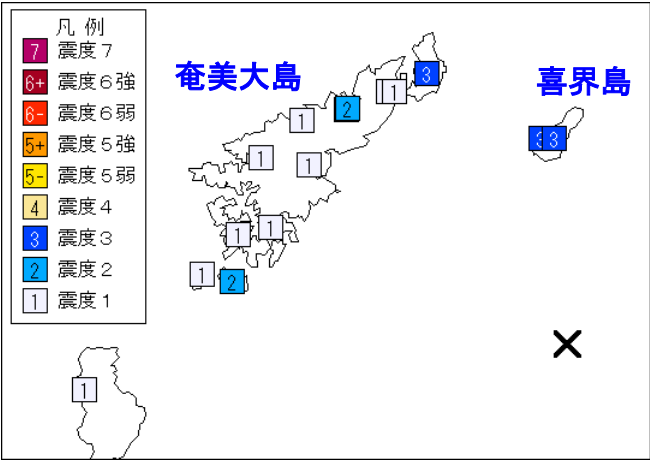 凡 例
7 震度７
6+ 震度６強
6- 震度６弱
5+ 震度５強
5- 震度５弱
4 震度４
3 震度３
2 震度２
1 震度１
奄美大島
喜界島
3
1
2
1
3 3
1
1
1
1
1
2
1